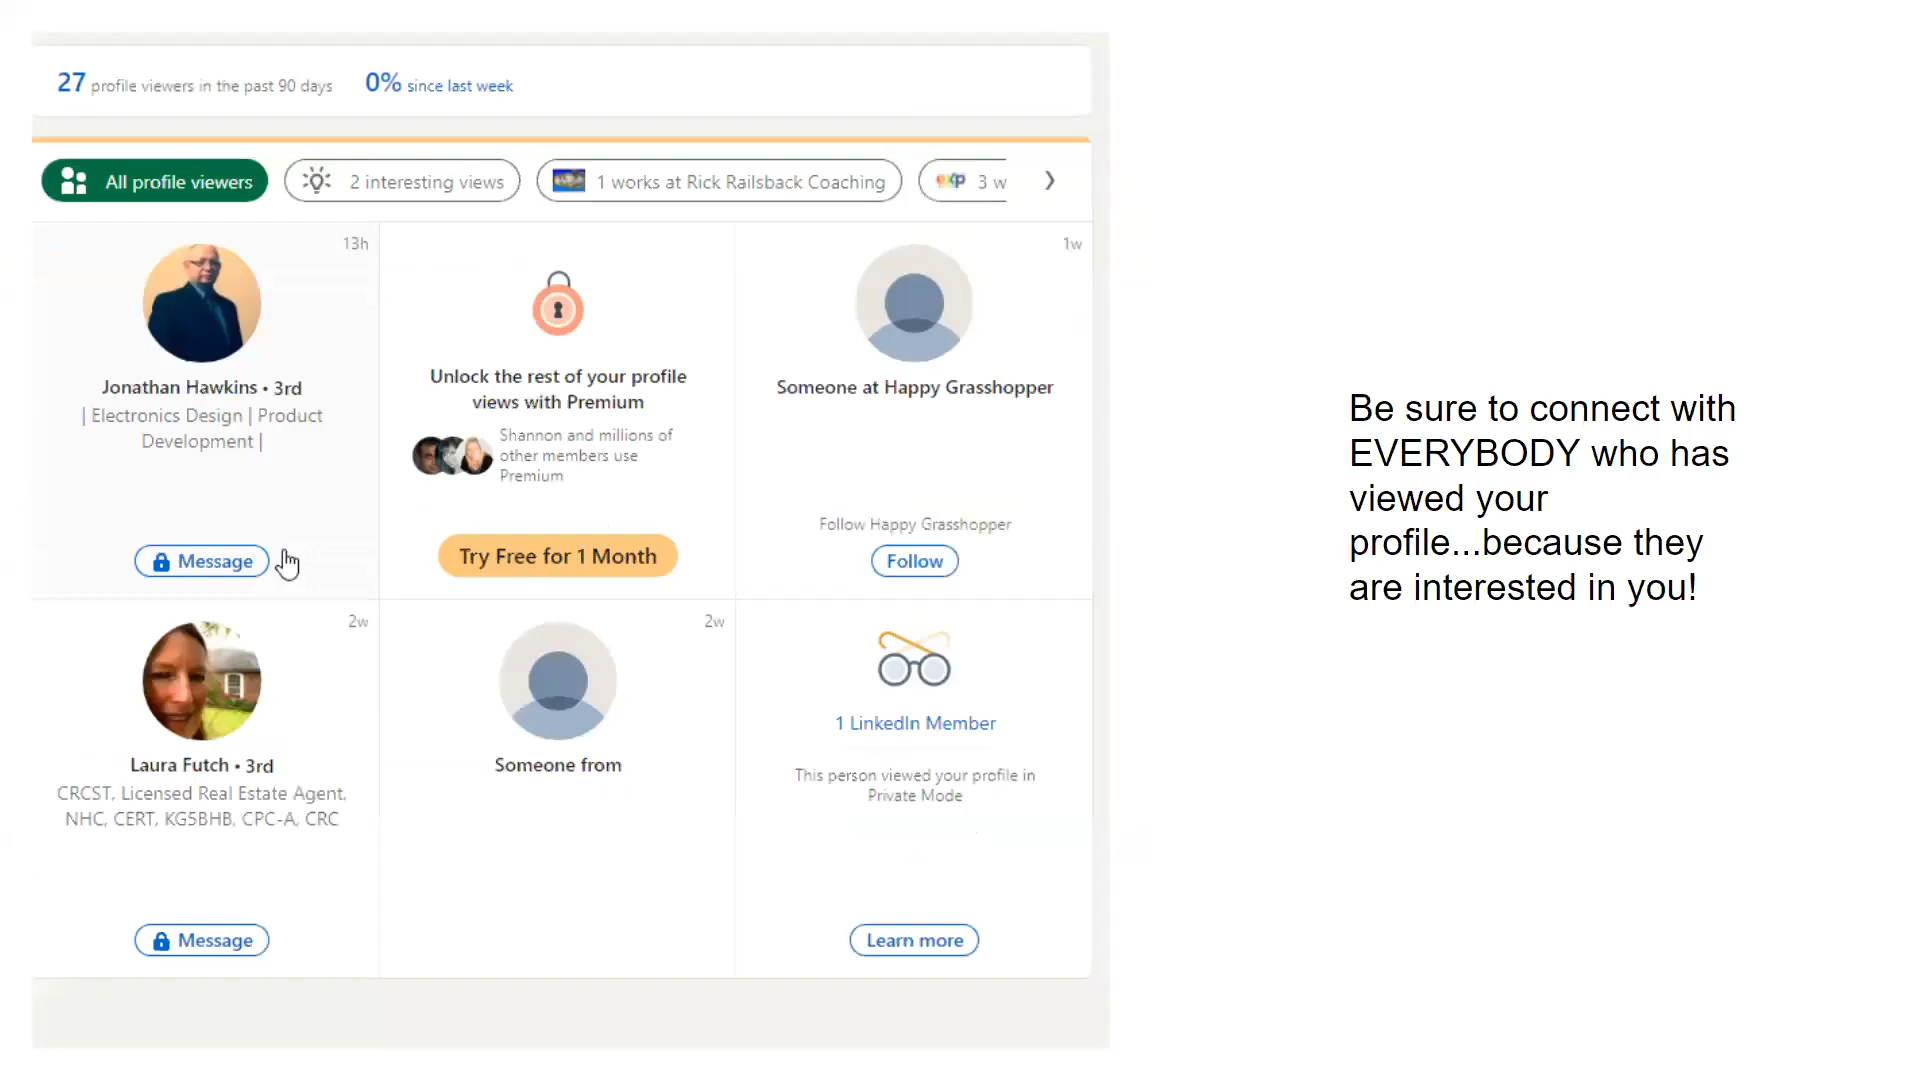 27 profile viewers in the past 90 days 0% since last week
All profile viewers 2 interesting views 1 works at Rick Railsback Coaching exp 3 w
13h
Jonathan Hawkins • 3rd
| Electronics Design | Product
Development |
Message
Unlock the rest of your profile
views with Premium
Shannon and millions of
other members use
Premium
Try Free for 1 Month
1w
Someone at Happy Grasshopper
Follow Happy Grasshopper
Follow
2w
Laura Futch • 3rd
CRCST, Licensed Real Estate Agent,
NHC, CERT, KG5BHB, CPC-A, CRC
Message
2w
Someone from
1 LinkedIn Member
This person viewed your profile in
Private Mode
Learn more
Be sure to connect with
EVERYBODY who has
viewed your
profile...because they
are interested in you!